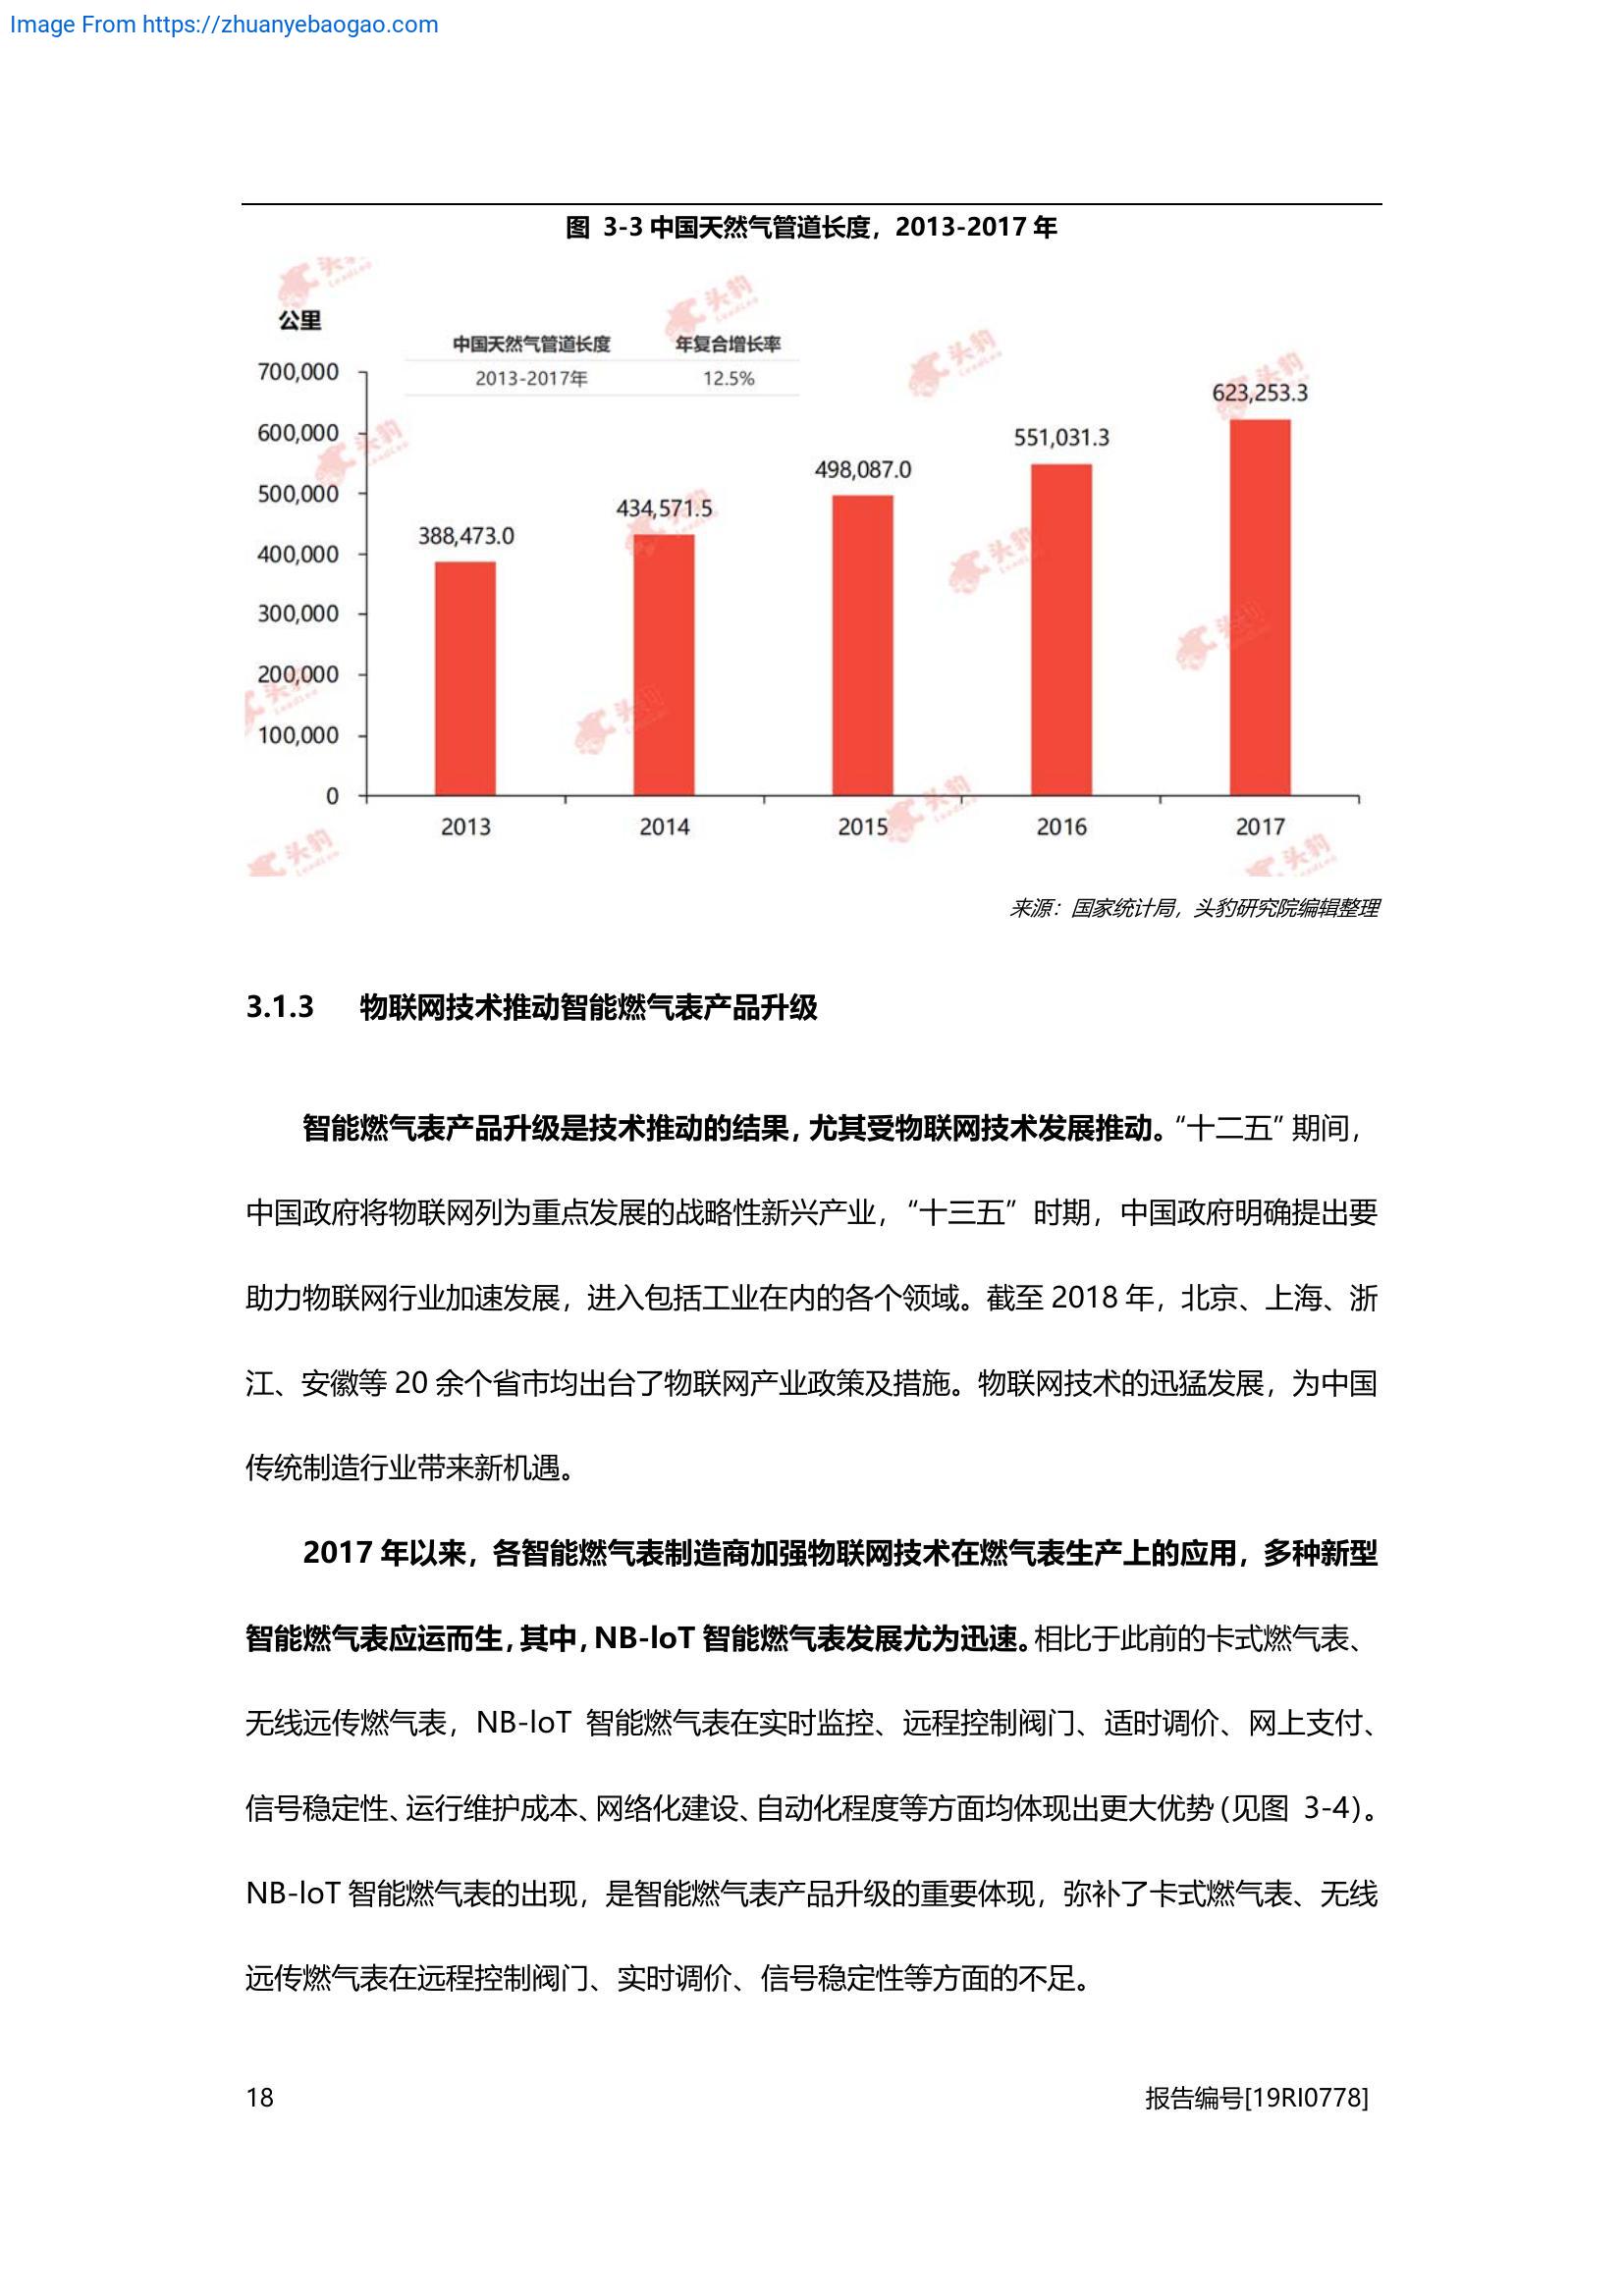 Image From https://zhuanyebaogao.com
图 3-3 中国天然气管道长度，2013-2017 年
公里
中国天然气管道长度 年复合增长率
2013-2017年 12.5%
700,000
600,000
500,000
400,000
300,000
200,000
100,000
0
388,473.0
434,571.5
498,087.0
551,031.3
623,253.3
2013 2014 2015 2016 2017
头豹
LeadLeo
来源：国家统计局，头豹研究院编辑整理
3.1.3 物联网技术推动智能燃气表产品升级
智能燃气表产品升级是技术推动的结果，尤其受物联网技术发展推动。“十二五”期间，
中国政府将物联网列为重点发展的战略性新兴产业，“十三五”时期，中国政府明确提出要
助力物联网行业加速发展，进入包括工业在内的各个领域。截至 2018 年，北京、上海、浙
江、安徽等 20 余个省市均出台了物联网产业政策及措施。物联网技术的迅猛发展，为中国
传统制造行业带来新机遇。
2017 年以来，各智能燃气表制造商加强物联网技术在燃气表生产上的应用，多种新型
智能燃气表应运而生，其中，NB-IoT 智能燃气表发展尤为迅速。相比于此前的卡式燃气表、
无线远传燃气表，NB-IoT 智能燃气表在实时监控、远程控制阀门、适时调价、网上支付、
信号稳定性、运行维护成本、网络化建设、自动化程度等方面均体现出更大优势（见图 3-4）。
NB-IoT 智能燃气表的出现，是智能燃气表产品升级的重要体现，弥补了卡式燃气表、无线
远传燃气表在远程控制阀门、实时调价、信号稳定性等方面的不足。
18 报告编号[19RI0778]